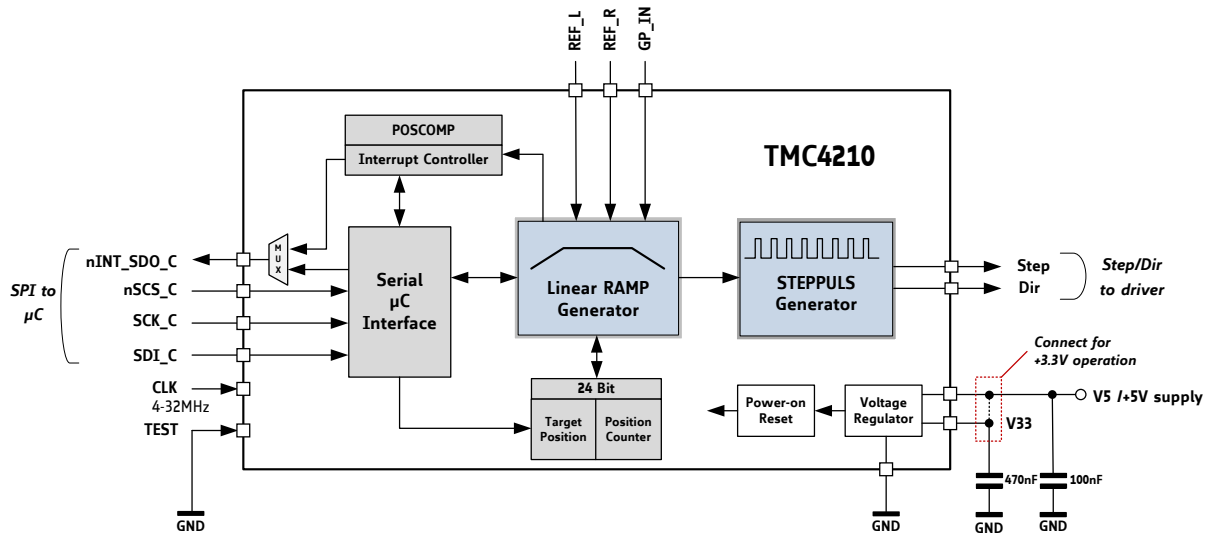 REF_L
REF_R
GP_IN
TMC4210
POSCOMP
Interrupt Controller
MUX
nINT_SDO_C
nSCS_C
SCK_C
SDI_C
SPI to
µC
CLK
4-32MHz
TEST
GND
Serial
µC
Interface
Linear RAMP
Generator
STEPPULS
Generator
Step
Dir
Step/Dir
to driver
24 Bit
Target
Position
Position
Counter
Power-on
Reset
Voltage
Regulator
Connect for
+3.3V operation
V5 /+5V supply
V33
470nF
100nF
GND
GND
GND